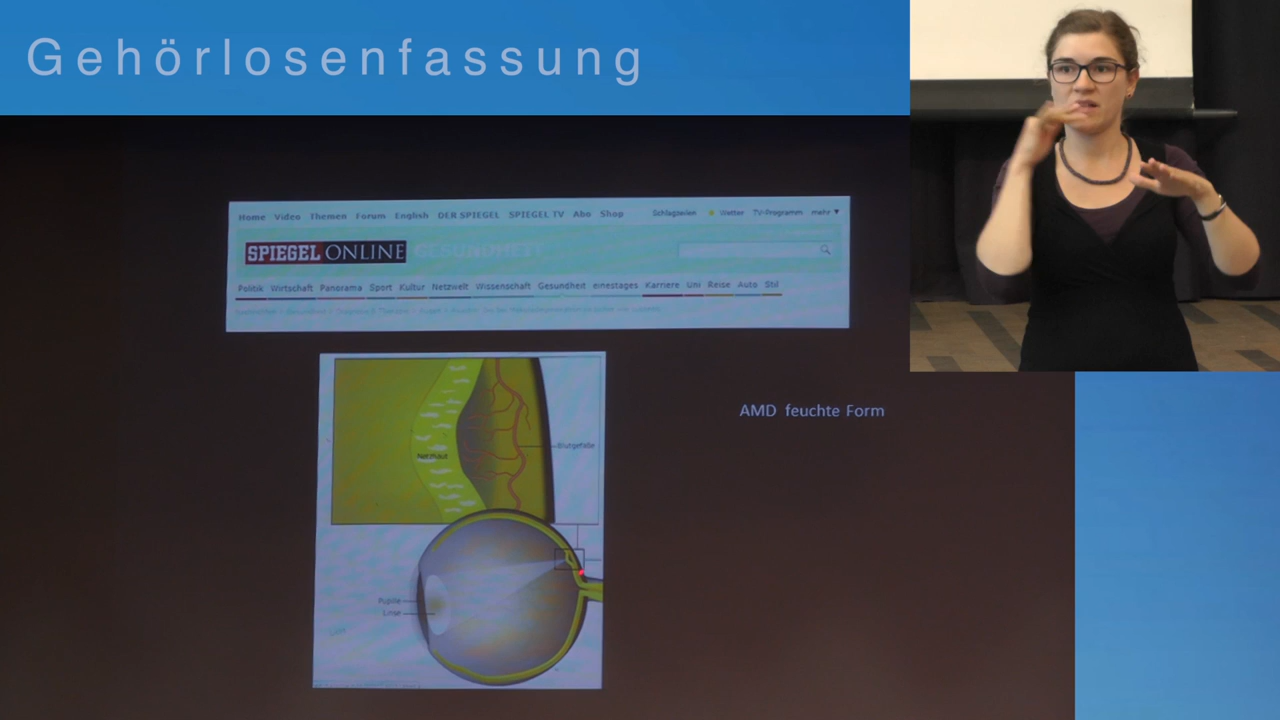 Gehörlosenfassung
Home Video Themen Forum English DER SPIEGEL SPIEGEL TV Abo Shop Schlagzeilen Wetter TV-Programm mehr ▼
SPIEGEL ONLINE GESUNDHEIT
Politik Wirtschaft Panorama Sport Kultur Netzwelt Wissenschaft Gesundheit einestages Karriere Uni Reise Auto Stil
AMD feuchte Form
Blutgefäße
Netzhaut
Pupille
Linse
Licht